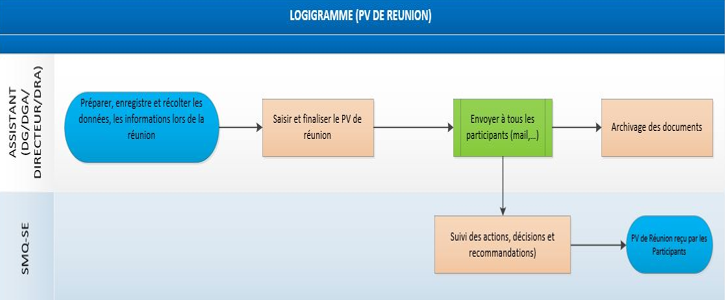 LOGIGRAMME (PV DE REUNION)
ASSISTANT
(DG/DGA/
DIRECTEUR/DRA)
Préparer, enregistre et récolter les
données, les informations lors de la
réunion
Saisir et finaliser le PV de
réunion
Envoyer à tous les
participants (mail,...)
Archivage des documents
SMQ-SE
Suivi des actions, décisions et
recommandations)
PV de Réunion reçu par les
Participants